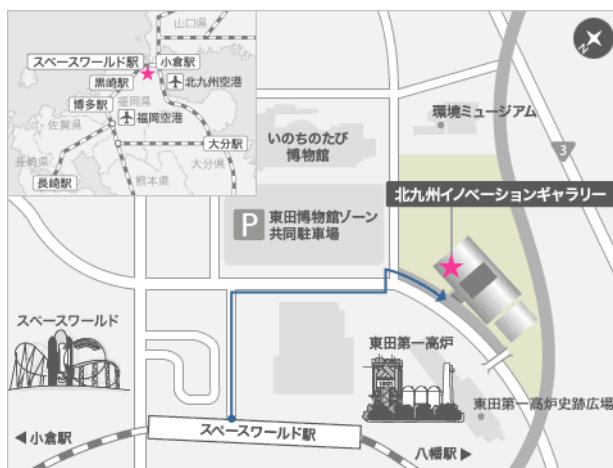 山口県
スペースワールド駅
小倉駅
黒崎駅
北九州空港
博多駅
福岡県
福岡空港
佐賀県
大分駅
大分県
長崎県
長崎駅
熊本県
N
環境ミュージアム
いのちのたび
博物館
3
北九州イノベーションギャラリー
P
東田博物館ゾーン
共同駐車場
スペースワールド
東田第一高炉
1901
東田第一高炉史跡広場
スペースワールド駅
◀小倉駅
八幡駅▶